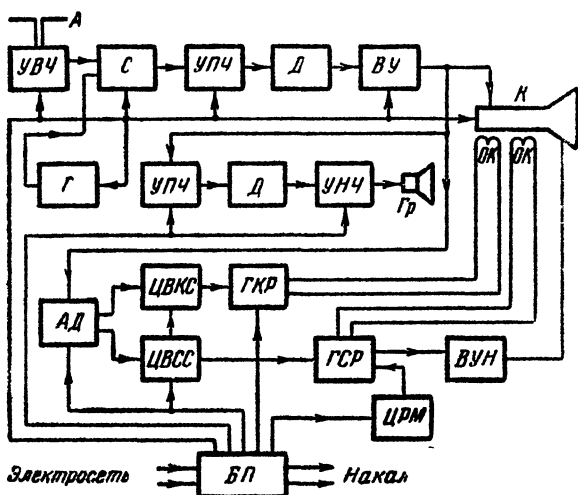 А
УВЧ
С
УПЧ
Д
ВУ
К
Г
УПЧ
Д
УНЧ
Гр
ОК
ОК
АД
ЦВКС
ГКР
ЦВСС
ГСР
ВУН
ЦРМ
Электросеть
БП
Накал